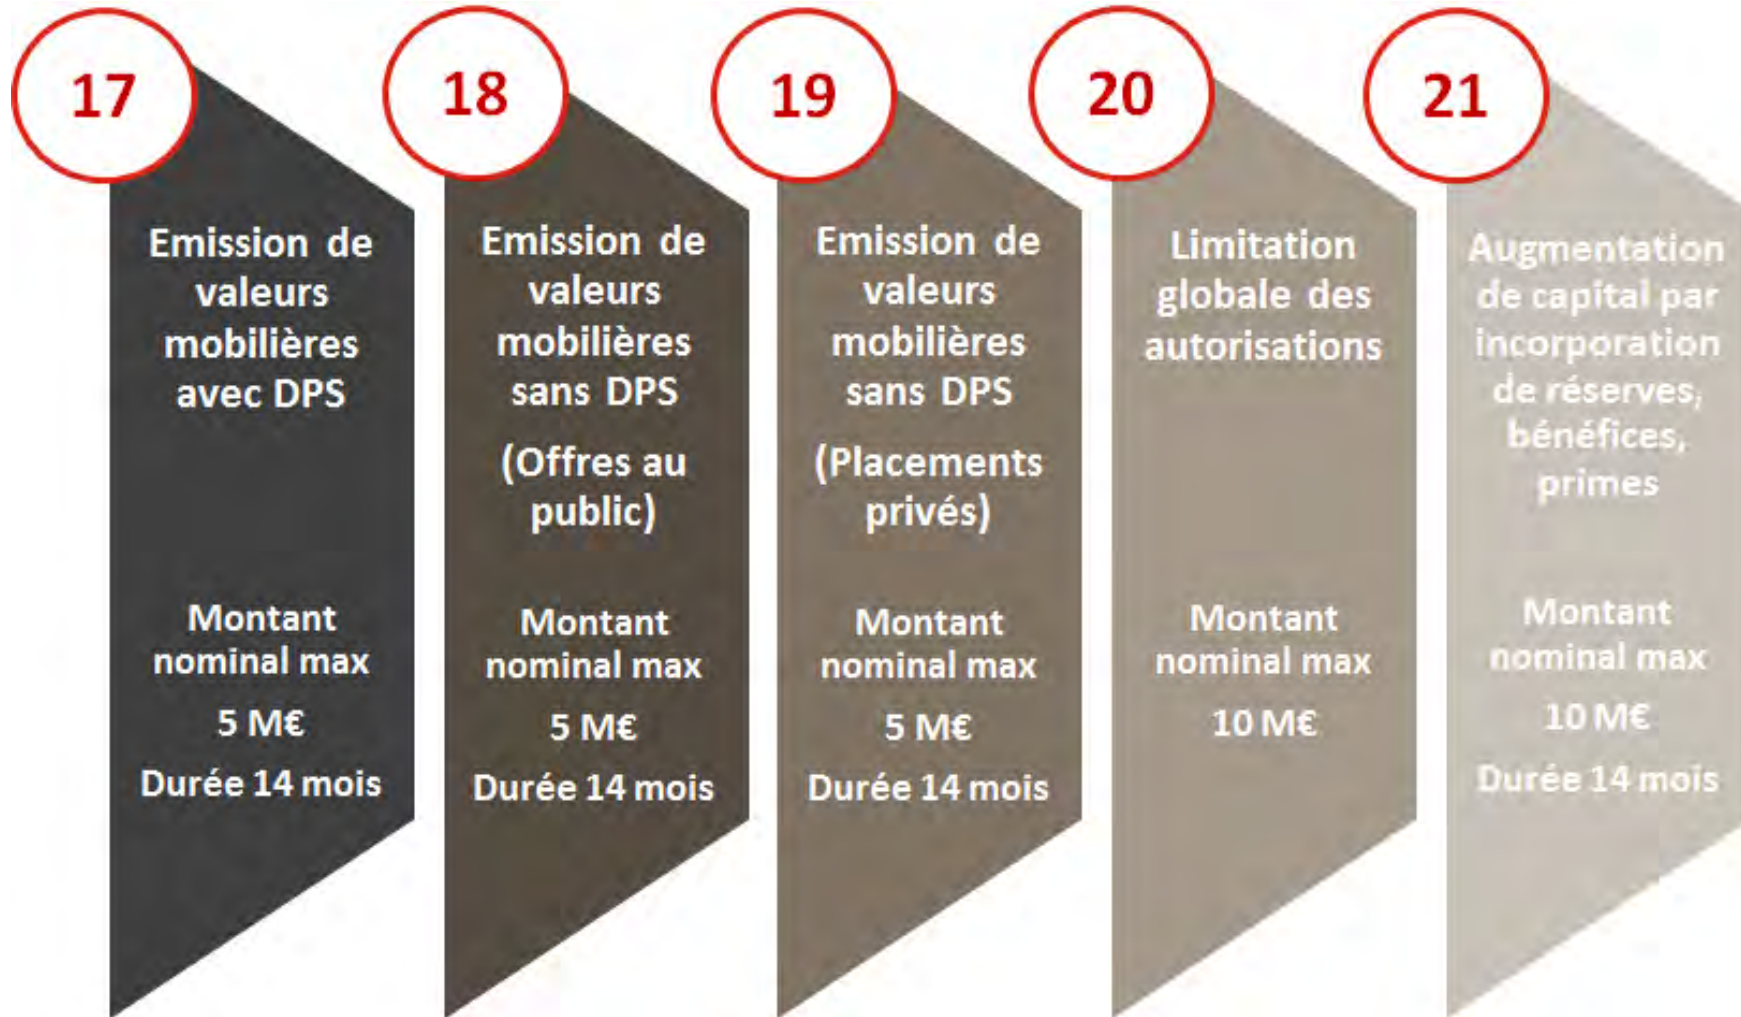 17
Emission de
valeurs
mobilières
avec DPS
Montant
nominal max
5 M€
Durée 14 mois
18
Emission de
valeurs
mobilières
sans DPS
(Offres au
public)
Montant
nominal max
5 M€
Durée 14 mois
19
Emission de
valeurs
mobilières
sans DPS
(Placements
privés)
Montant
nominal max
5 M€
Durée 14 mois
20
Limitation
globale des
autorisations
Montant
nominal max
10 M€
21
Augmentation
de capital par
incorporation
de réserves,
bénéfices,
primes
Montant
nominal max
10 M€
Durée 14 mois